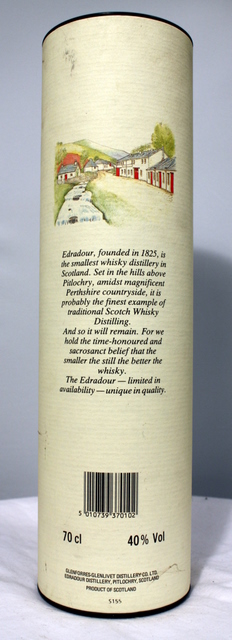 Edradour, founded in 1825, is
the smallest whisky distillery in
Scotland. Set in the hills above
Pitlochry, amidst magnificent
Perthshire countryside, it is
probably the finest example of
traditional Scotch Whisky
Distilling.
And so it will remain. For we
hold the time-honoured and
sacrosanct belief that the
smaller the still the better the
whisky.
The Edradour — limited in
availability — unique in quality.
5 010739 370102
70 cl 40% Vol
GLENFORRES-GLENLIVET DISTILLERY CO. LTD.
EDRADOUR DISTILLERY, PITLOCHRY, SCOTLAND
PRODUCT OF SCOTLAND
S155